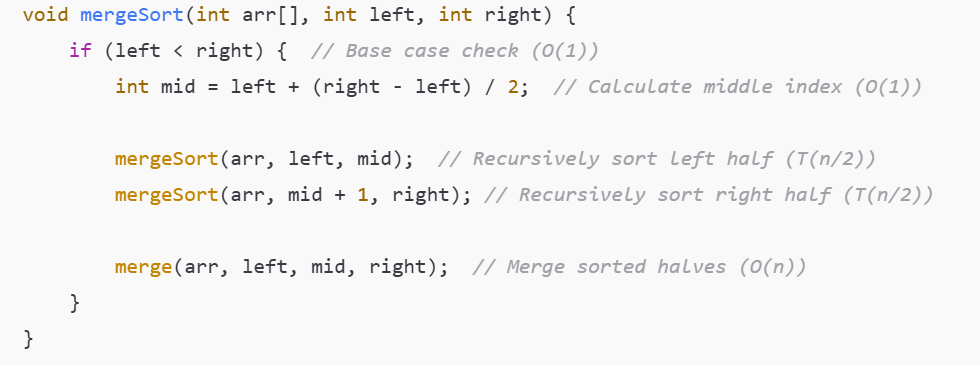 void mergeSort(int arr[], int left, int right) {
    if (left < right) {  // Base case check (O(1))
        int mid = left + (right - left) / 2;  // Calculate middle index (O(1))
        mergeSort(arr, left, mid);  // Recursively sort left half (T(n/2))
        mergeSort(arr, mid + 1, right); // Recursively sort right half (T(n/2))
        merge(arr, left, mid, right);  // Merge sorted halves (O(n))
    }
}